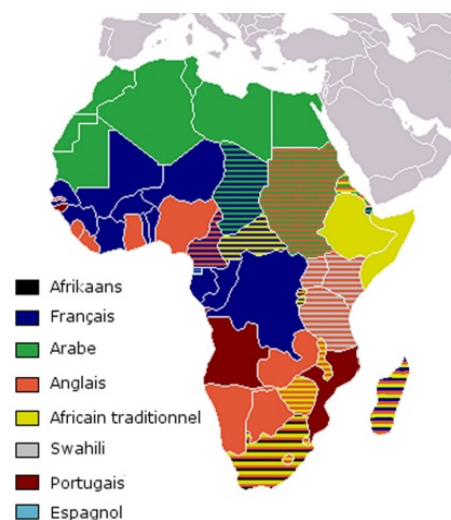 Afrikaans
Français
Arabe
Anglais
Africain traditionnel
Swahili
Portugais
Espagnol